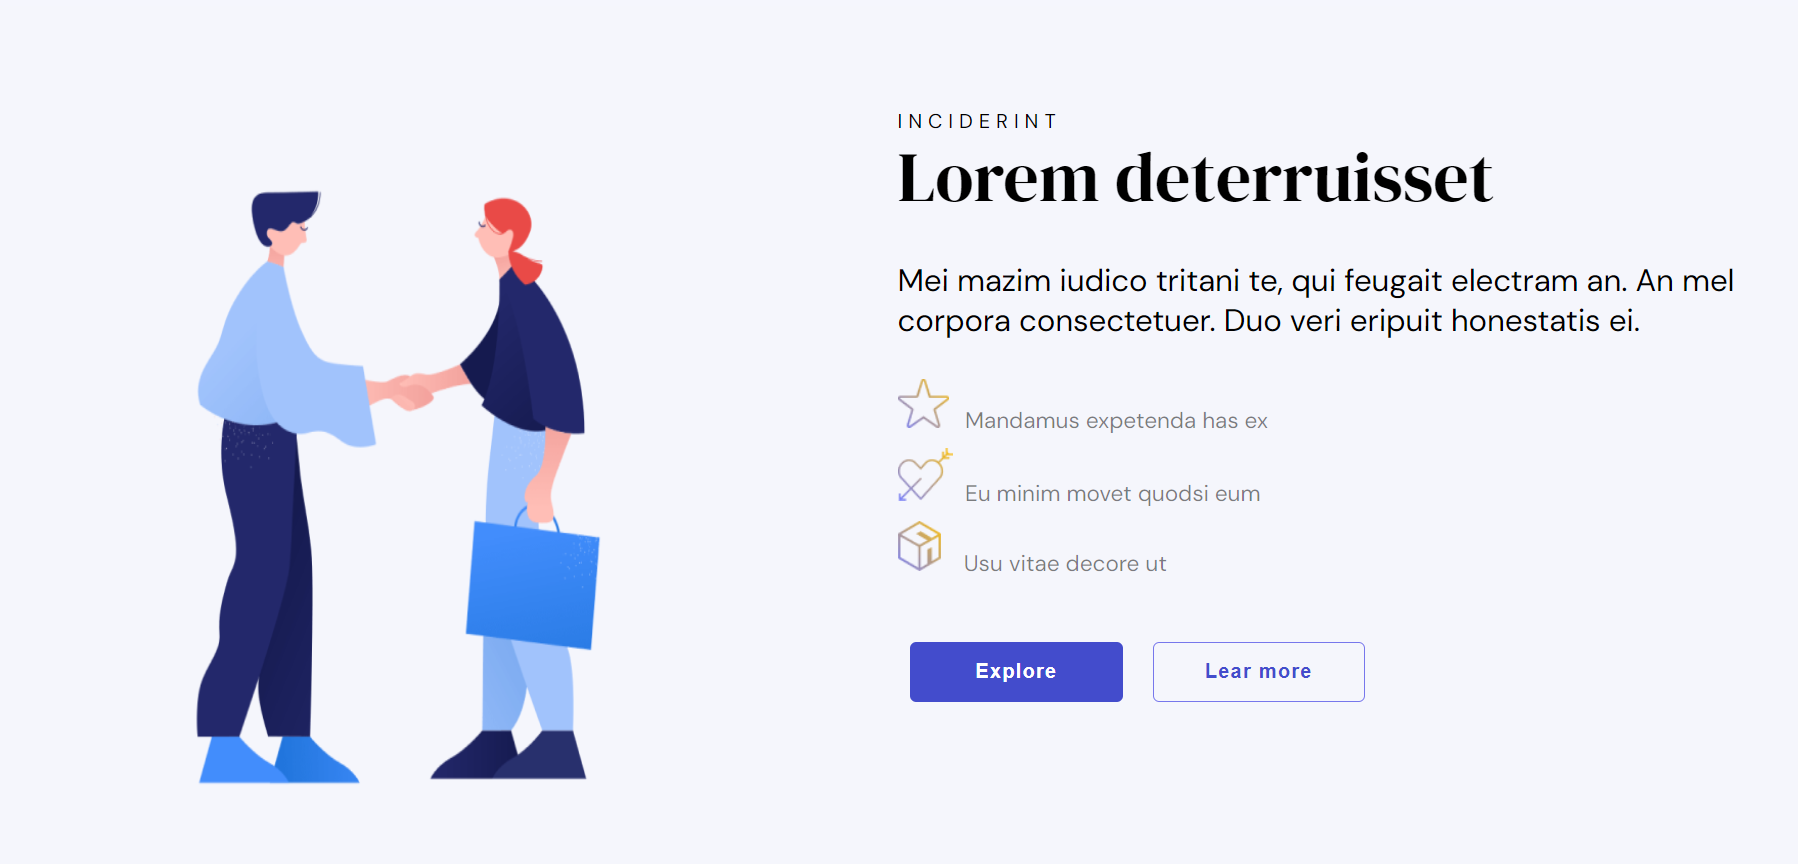 INCIDERINT
Lorem deterruisset
Mei mazim iudico tritani te, qui feugait electram an. An mel
corpora consectetuer. Duo veri eripuit honestatis ei.
Mandamus expetenda has ex
Eu minim movet quodsi eum
Usu vitae decore ut
Explore
Lear more